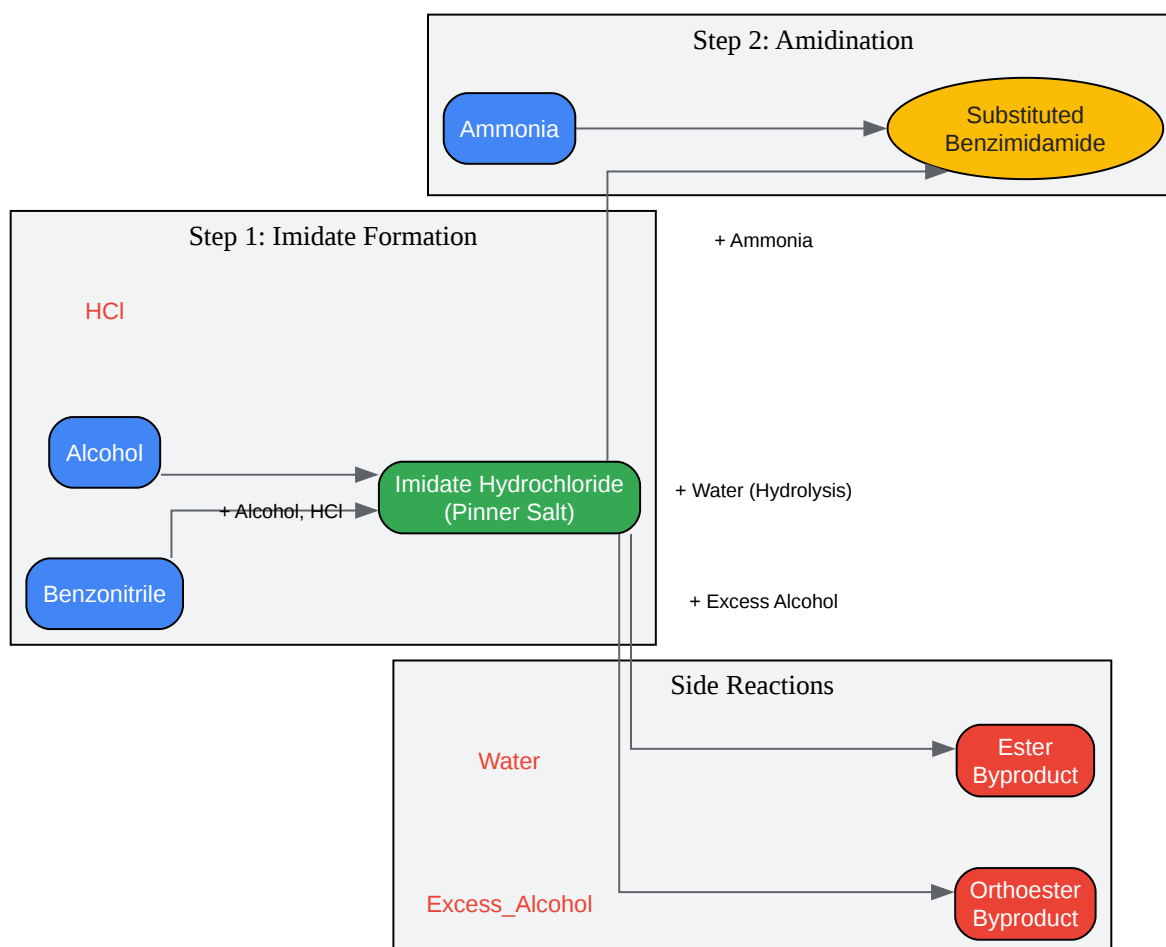 Step 2: Amidination
Ammonia
Substituted
Benzimidamide
Step 1: Imidate Formation
+ Ammonia
HCl
Alcohol
Imidate Hydrochloride
(Pinner Salt)
+ Water (Hydrolysis)
+ Alcohol, HCl
Benzonitrile
+ Excess Alcohol
Side Reactions
Water
Ester
Byproduct
Excess_Alcohol
Orthoester
Byproduct